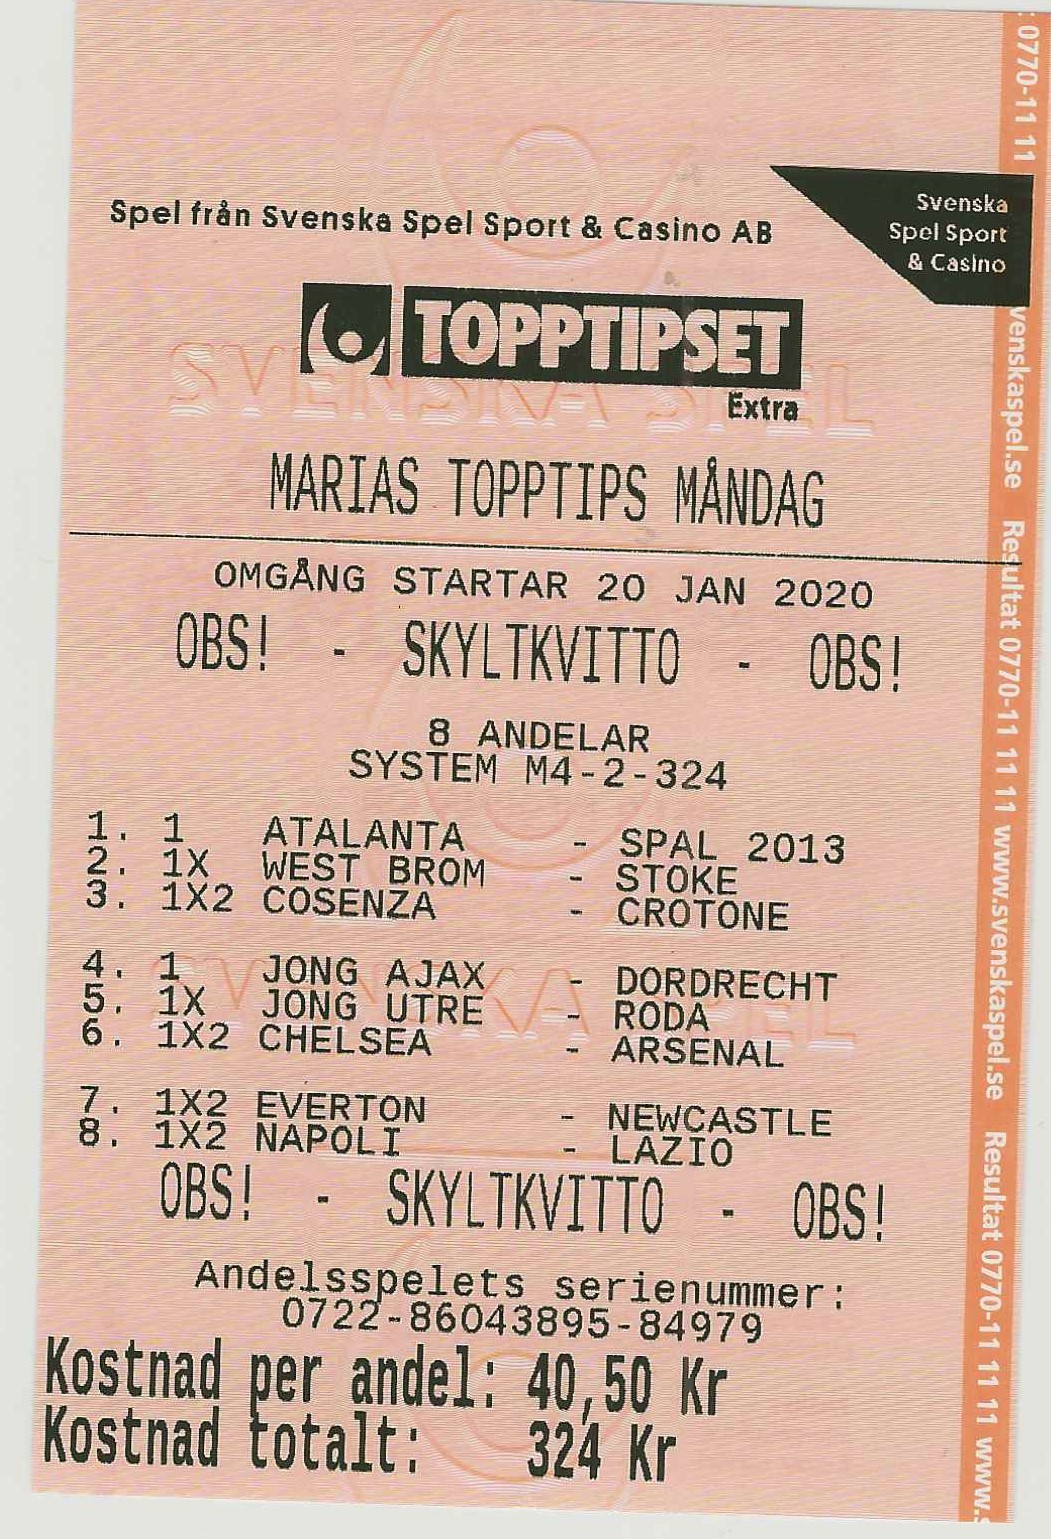 Spel från Svenska Spel Sport & Casino AB
Svenska
Spel Sport
& Casino
TOPPTIPSET
Extra
SVENSKA SPEL
MARIAS TOPPTIPS MÅNDAG
OMGÅNG STARTAR 20 JAN 2020
OBS! - SKYLTKVITTO - OBS!
8 ANDELAR
SYSTEM M4-2-324
1. 1 ATALANTA - SPAL 2013
2. 1X WEST BROM - STOKE
3. 1X2 COSENZA - CROTONE
4. 1 JONG AJAX - DORDRECHT
5. 1X JONG UTRE - RODA
6. 1X2 CHELSEA - ARSENAL
SVENSKA SPEL
7. 1X2 EVERTON - NEWCASTLE
8. 1X2 NAPOLI - LAZIO
OBS! - SKYLTKVITTO - OBS!
Andelsspelets serienummer:
0722-86043895-84979
Kostnad per andel: 40,50 Kr
Kostnad totalt: 324 Kr
: 0770-11 11 venskaspel.se Resultat 0770-11 11 11 www.svenskaspel.se Resultat 0770-11 11 11 www.s